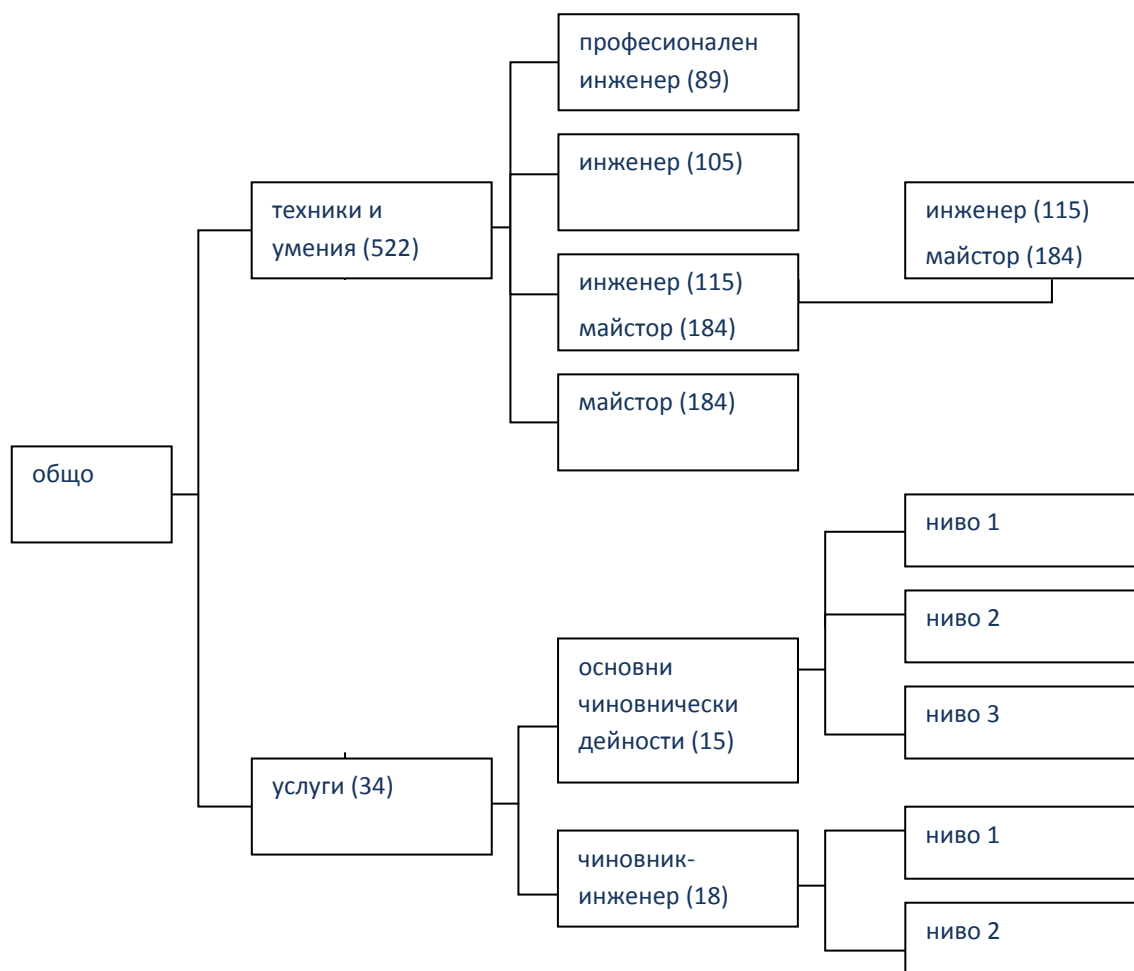 професионален
инженер (89)
инженер (105)
техники и
умения (522)
инженер (115)
майстор (184)
инженер (115)
майстор (184)
майстор (184)
общо
ниво 1
ниво 2
ниво 3
основни
чиновнически
дейности (15)
услуги (34)
чиновник-
инженер (18)
ниво 1
ниво 2